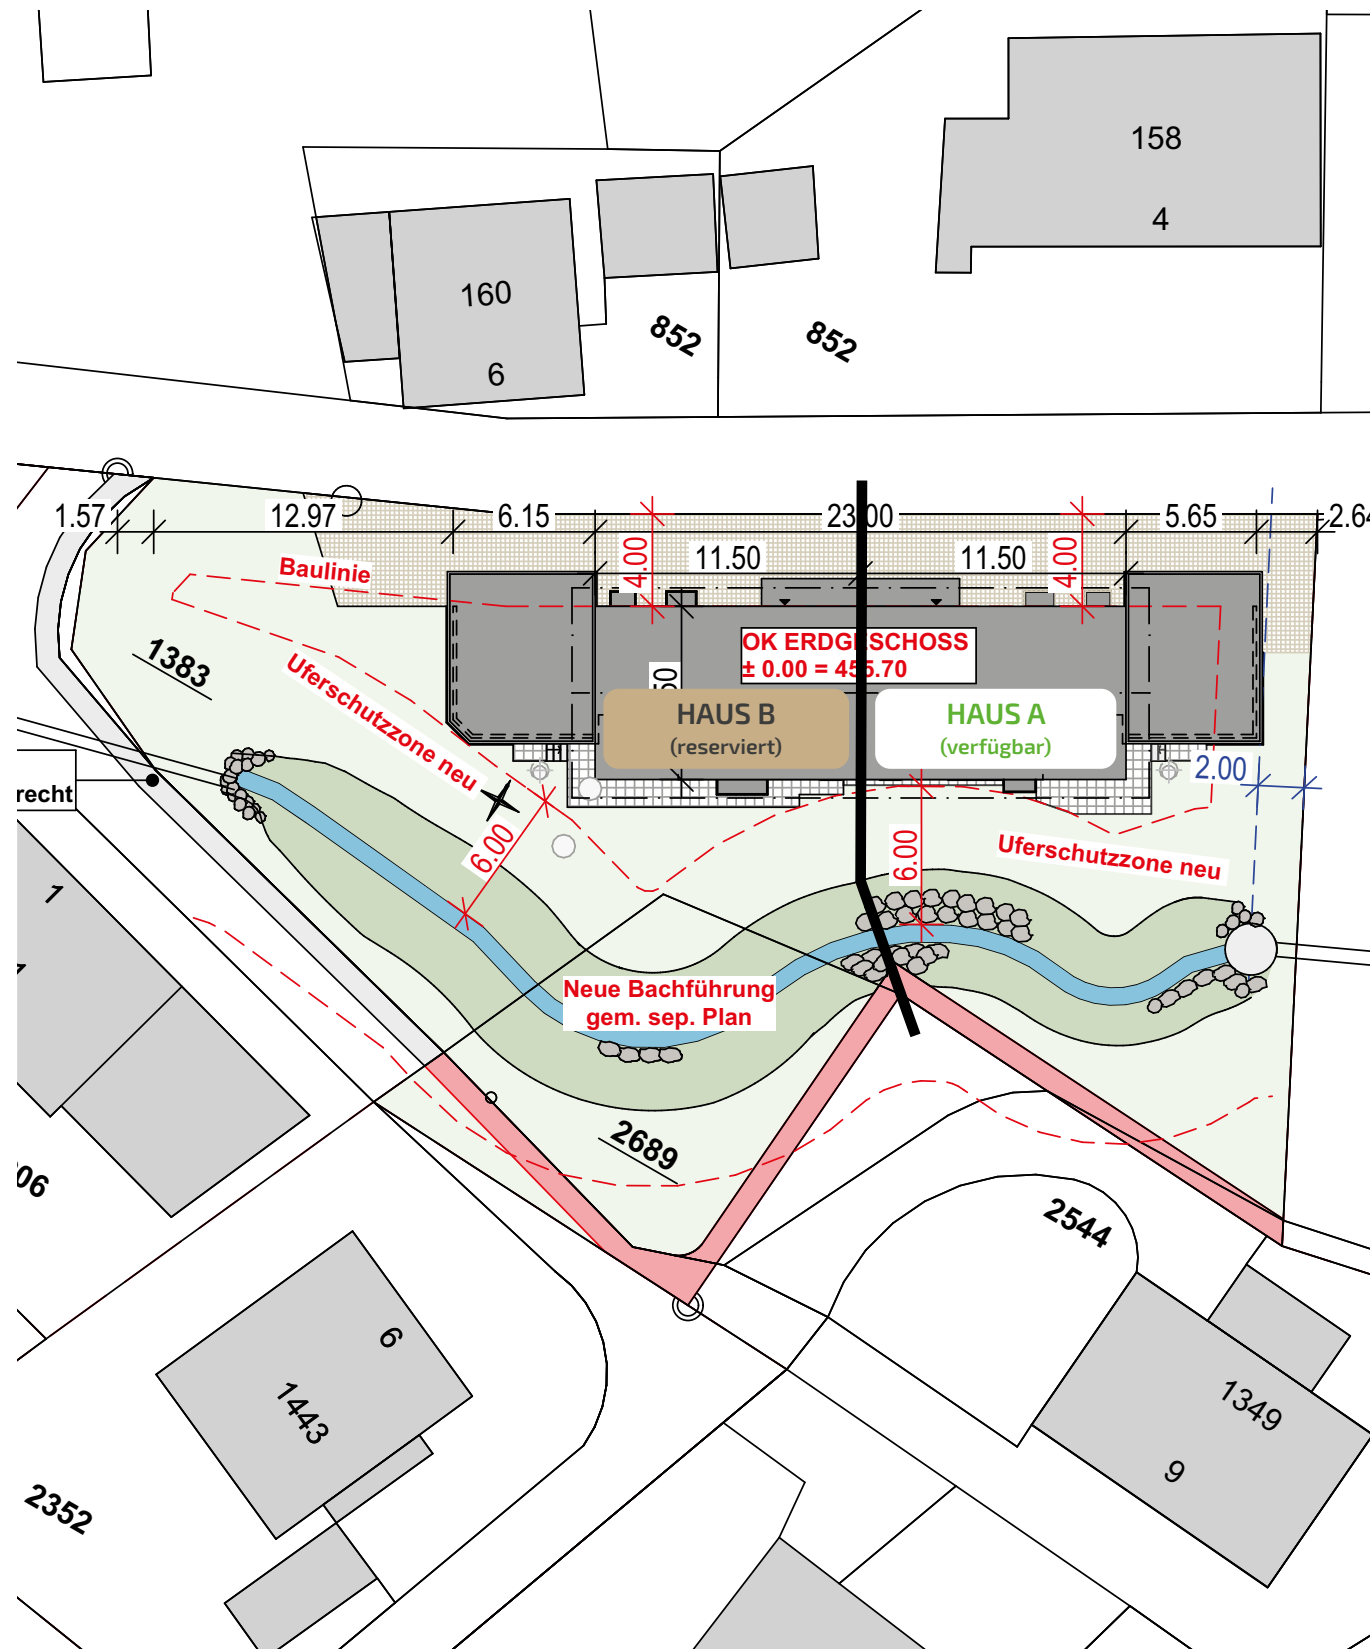 158
4
160
6
852
852
1.57
12.97
6.15
23.00
5.65
2.64
11.50
11.50
4.00
4.00
Baulinie
OK ERDGESCHOSS
± 0.00 = 455.70
1383
Uferschutzzone neu
50
HAUS B
(reserviert)
HAUS A
(verfügbar)
2.00
recht
6.00
6.00
Uferschutzzone neu
1
Neue Bachführung
gem. sep. Plan
2689
06
2544
6
1443
1349
9
2352